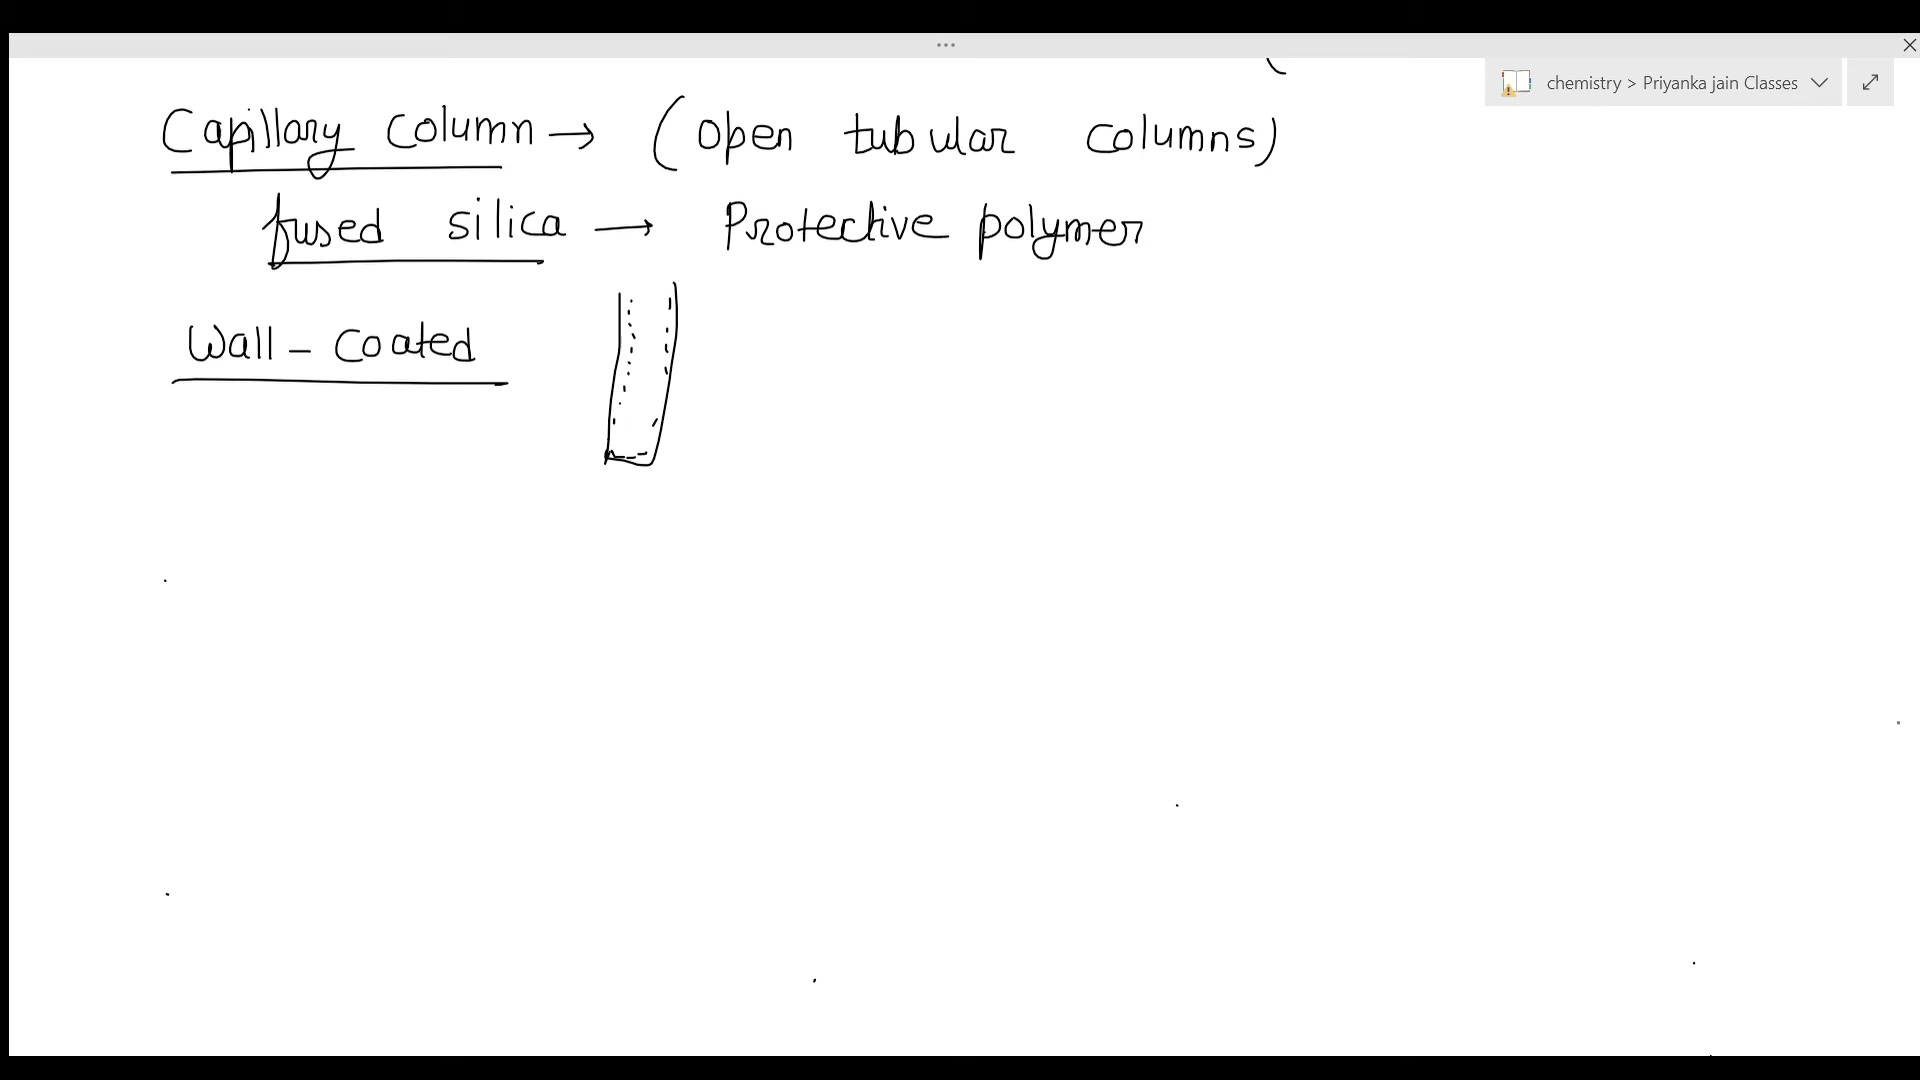 chemistry > Priyanka jain Classes
Capillary column → (open tubular columns)
fused silica → Protective polymer
Wall - coated